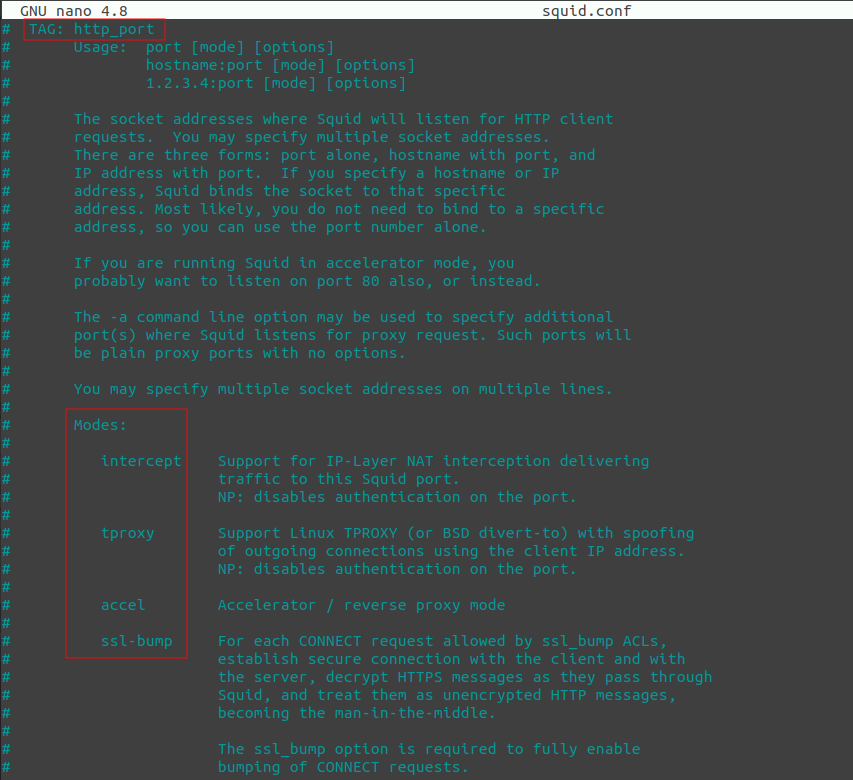 GNU nano 4.8 squid.conf
# TAG: http_port
# Usage: port [mode] [options]
# hostname:port [mode] [options]
# 1.2.3.4:port [mode] [options]
#
# The socket addresses where Squid will listen for HTTP client
# requests. You may specify multiple socket addresses.
# There are three forms: port alone, hostname with port, and
# IP address with port. If you specify a hostname or IP
# address, Squid binds the socket to that specific
# address. Most likely, you do not need to bind to a specific
# address, so you can use the port number alone.
#
# If you are running Squid in accelerator mode, you
# probably want to listen on port 80 also, or instead.
#
# The -a command line option may be used to specify additional
# port(s) where Squid listens for proxy request. Such ports will
# be plain proxy ports with no options.
#
# You may specify multiple socket addresses on multiple lines.
#
# Modes:
#
# intercept Support for IP-Layer NAT interception delivering
# traffic to this Squid port.
# NP: disables authentication on the port.
#
# tproxy Support Linux TPROXY (or BSD divert-to) with spoofing
# of outgoing connections using the client IP address.
# NP: disables authentication on the port.
#
# accel Accelerator / reverse proxy mode
#
# ssl-bump For each CONNECT request allowed by ssl_bump ACLs,
# establish secure connection with the client and with
# the server, decrypt HTTPS messages as they pass through
# Squid, and treat them as unencrypted HTTP messages,
# becoming the man-in-the-middle.
#
# The ssl_bump option is required to fully enable
# bumping of CONNECT requests.